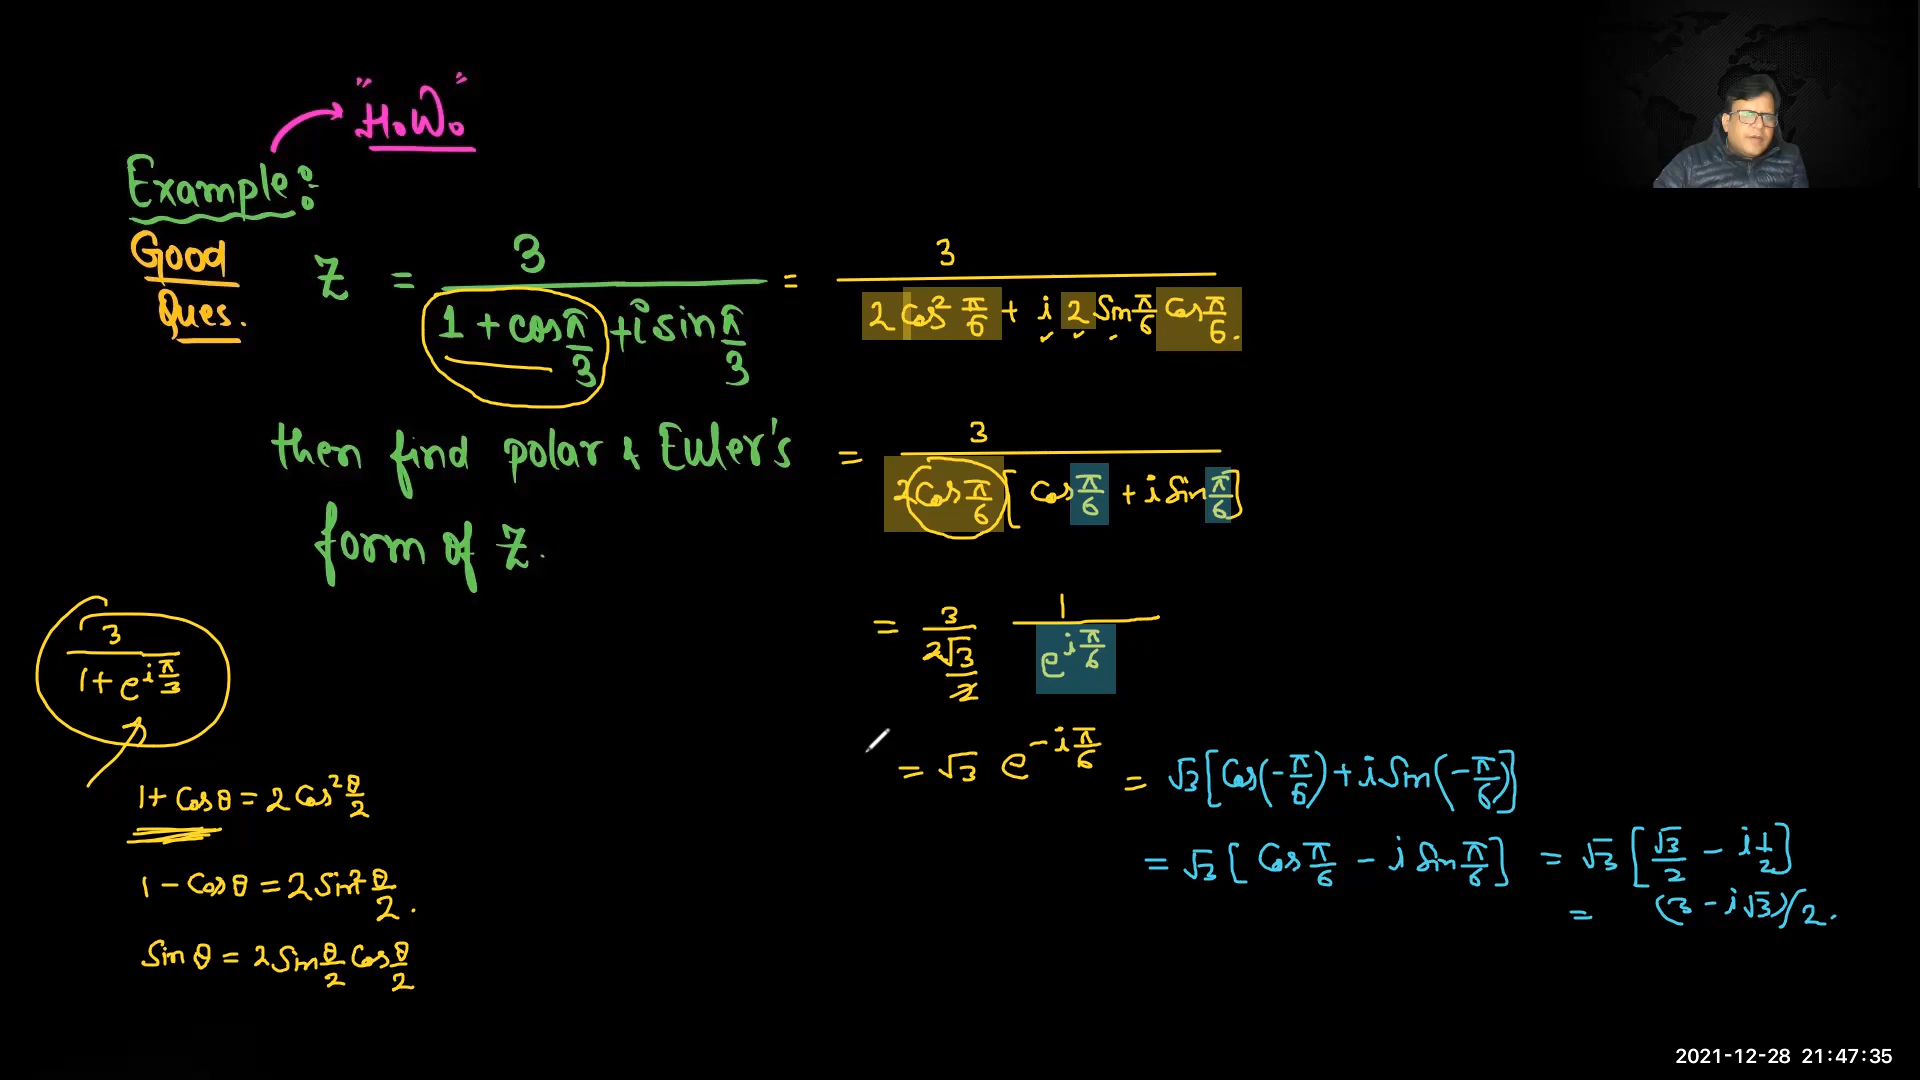 "H.W."
Example:
Good
Ques.
z = 3/(1 + cos π/3 + i sin π/3) = 3/(2 cos² π/6 + i 2 Sin π/6 Cos π/6.)
then find polar & Euler's
form of z.
= 3/(2 Cos π/6 [Cos π/6 + i Sin π/6])
= 3/(2 √3/2) 1/(e^(i π/6))
= √3 e^(-i π/6) = √3 [Cos(-π/6) + i Sin(-π/6)]
= √3 [Cos π/6 - i Sin π/6] = √3 [√3/2 - i 1/2]
= (3 - i√3)/2.
3/(1 + e^(i π/3))
1 + Cos θ = 2 Cos² θ/2
1 - Cos θ = 2 Sin² θ/2.
Sin θ = 2 Sin θ/2 Cos θ/2
2021-12-28 21:47:35